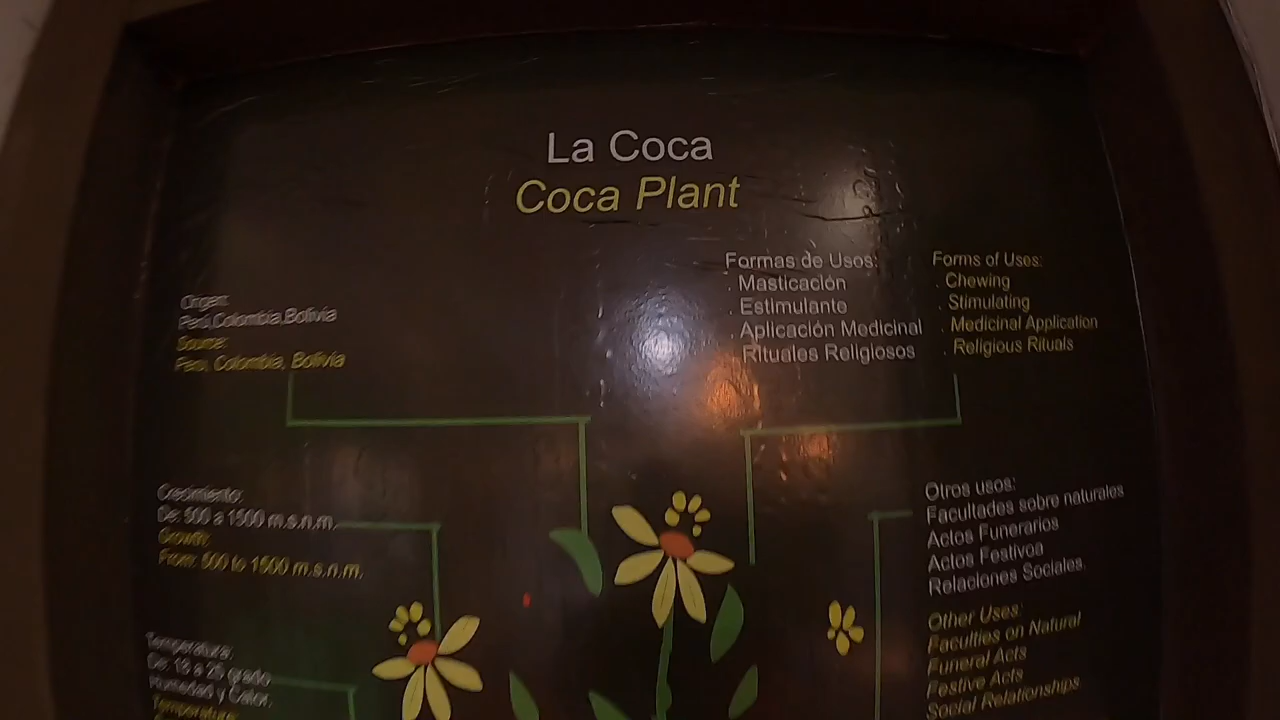 La Coca
Coca Plant
Formas de Usos:
. Masticación
. Estimulante
. Aplicación Medicinal
. Rituales Religiosos
Forms of Uses:
. Chewing
. Stimulating
. Medicinal Application
. Religious Rituals
Origen:
Perú,Colombia,Bolivia
Source:
Peru, Colombia, Bolivia
Crecimiento:
De: 500 a 1500 m.s.n.m.
Growth:
From: 500 to 1500 m.s.n.m.
Otros usos:
Facultades sobre naturales
Actos Funerarios
Actos Festivos
Relaciones Sociales.
Other Uses:
Faculties on Natural
Funeral Acts
Festive Acts
Social Relationships.
Temperatura:
De: 18 a 25 grado
Humedad y Calor.
Temperature: